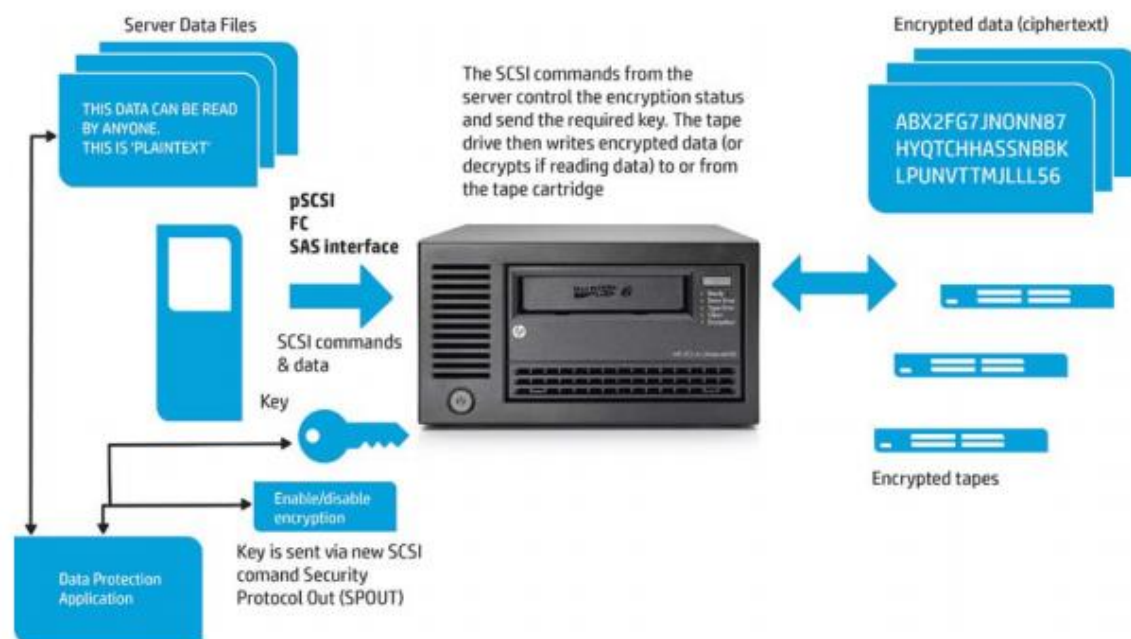 Server Data Files
Encrypted data (ciphertext)
THIS DATA CAN BE READ
BY ANYONE.
THIS IS 'PLAINTEXT'
The SCSI commands from the
server control the encryption status
and send the required key. The tape
drive then writes encrypted data (or
decrypts if reading data) to or from
the tape cartridge
ABX2FG7JNONN87
HYQTCHHASSNBBK
LPUNVTTMJLLL56
pSCSI
FC
SAS interface
SCSI commands
& data
Key
Enable/disable
encryption
Key is sent via new SCSI
comand Security
Protocol Out (SPOUT)
Data Protection
Application
Encrypted tapes
hp